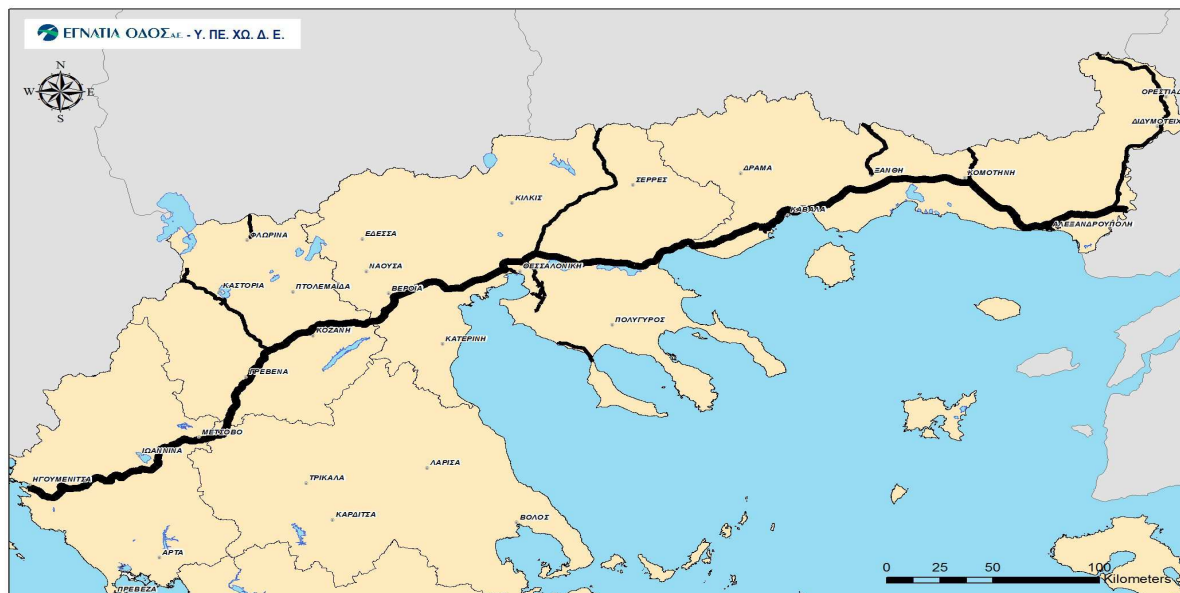 ΕΓΝΑΤΙΑ ΟΔΟΣ Α.Ε. - Υ. ΠΕ. ΧΩ. Δ. Ε.
N
W E
S
ΟΡΕΣΤΙΑΔ
ΔΙΔΥΜΟΤΕΙΧ
ΔΡΑΜΑ
ΞΑΝΘΗ
ΚΟΜΟΤΗΝΗ
ΣΕΡΡΕΣ
ΚΙΛΚΙΣ
ΚΑΒΑΛΑ
ΑΛΕΞΑΝΔΡΟΥΠΟΛΗ
ΦΛΩΡΙΝΑ
ΕΔΕΣΣΑ
ΝΑΟΥΣΑ
ΘΕΣΣΑΛΟΝΙΚΗ
ΚΑΣΤΟΡΙΑ
ΠΤΟΛΕΜΑΙΔΑ
ΒΕΡΟΙΑ
ΠΟΛΥΓΥΡΟΣ
ΚΟΖΑΝΗ
ΚΑΤΕΡΙΝΗ
ΓΡΕΒΕΝΑ
ΜΕΤΣΟΒΟ
ΙΩΑΝΝΙΝΑ
ΗΓΟΥΜΕΝΙΤΣΑ
ΛΑΡΙΣΑ
ΤΡΙΚΑΛΑ
ΚΑΡΔΙΤΣΑ
ΒΟΛΟΣ
ΑΡΤΑ
ΠΡΕΒΕΖΑ
0 25 50 100
Kilometers